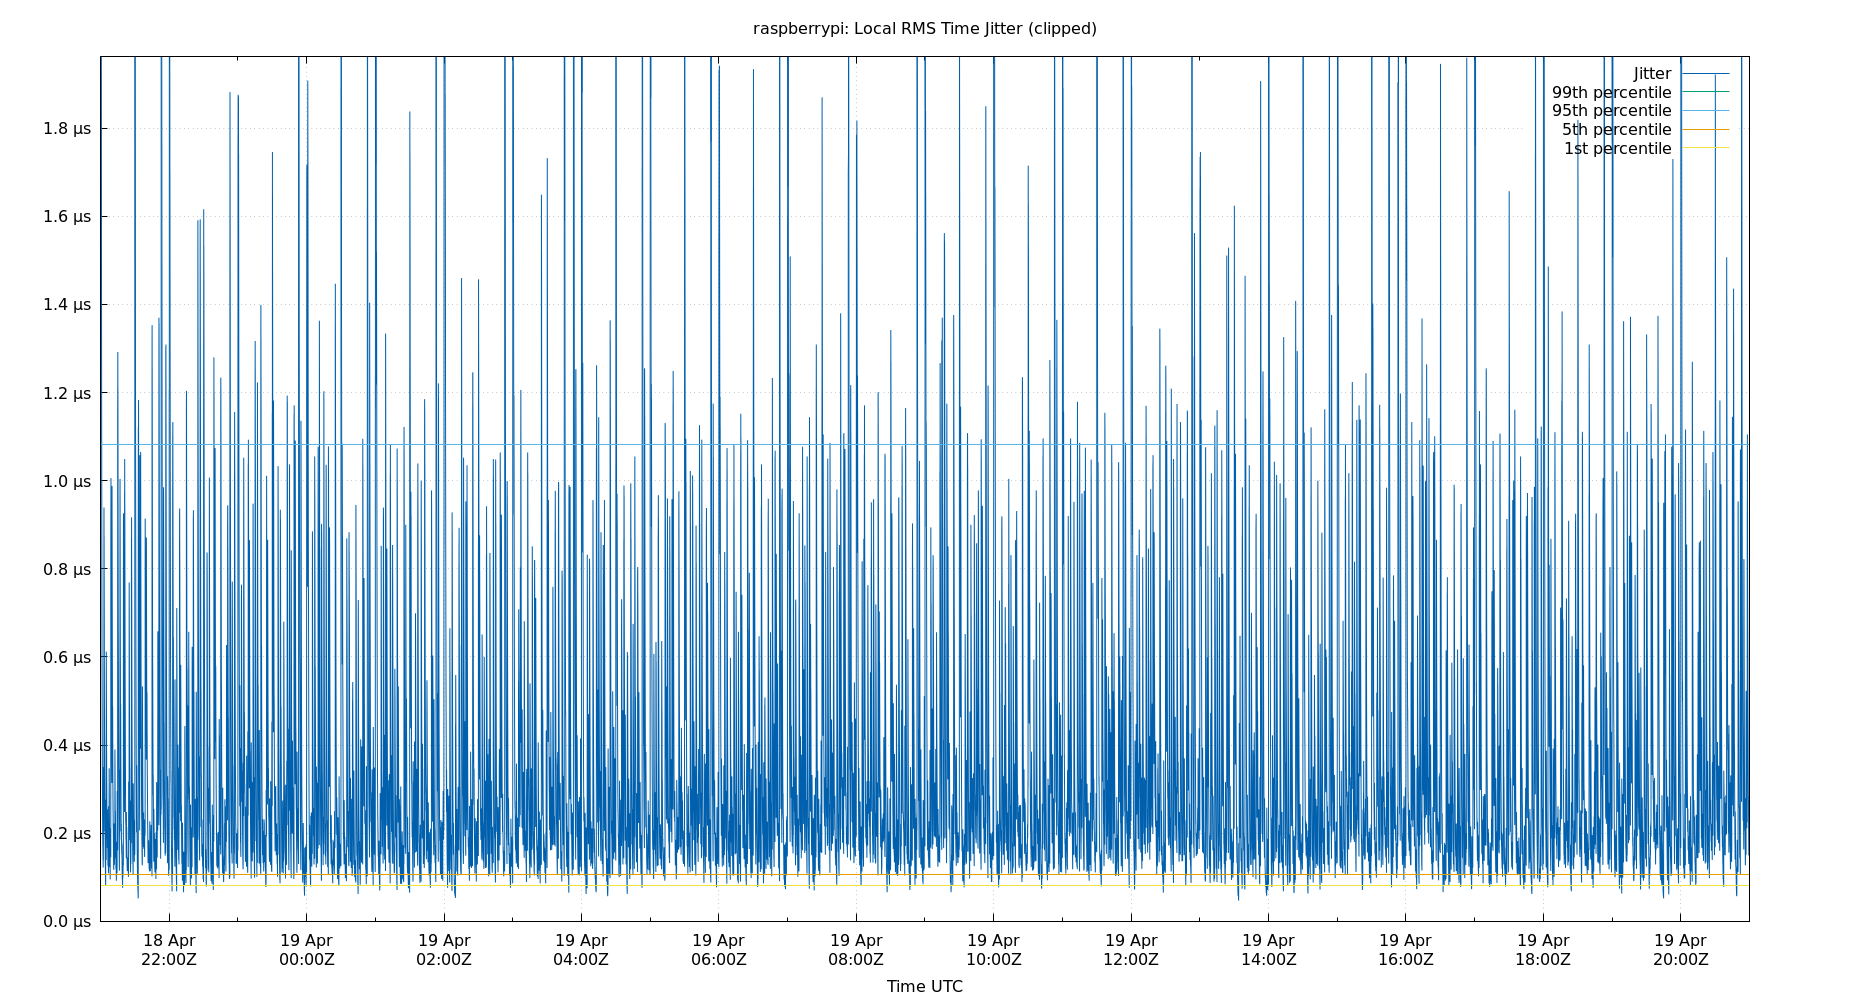 raspberrypi: Local RMS Time Jitter (clipped)
Jitter
99th percentile
95th percentile
5th percentile
1st percentile
1.8 µs
1.6 µs
1.4 µs
1.2 µs
1.0 µs
0.8 µs
0.6 µs
0.4 µs
0.2 µs
0.0 µs
18 Apr 19 Apr 19 Apr 19 Apr 19 Apr 19 Apr 19 Apr 19 Apr 19 Apr 19 Apr 19 Apr 19 Apr
22:00Z 00:00Z 02:00Z 04:00Z 06:00Z 08:00Z 10:00Z 12:00Z 14:00Z 16:00Z 18:00Z 20:00Z
Time UTC